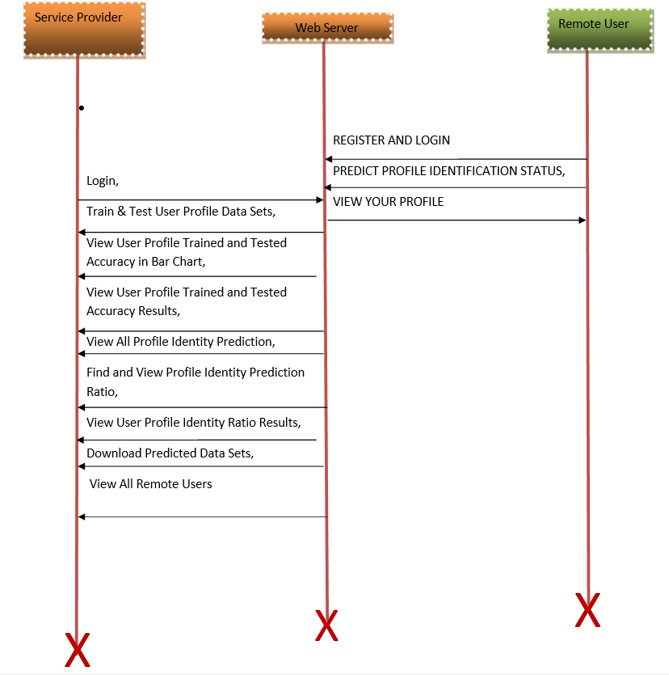 Service Provider
Web Server
Remote User
REGISTER AND LOGIN
PREDICT PROFILE IDENTIFICATION STATUS,
Login,
VIEW YOUR PROFILE
Train & Test User Profile Data Sets,
View User Profile Trained and Tested
Accuracy in Bar Chart,
View User Profile Trained and Tested
Accuracy Results,
View All Profile Identity Prediction,
Find and View Profile Identity Prediction
Ratio,
View User Profile Identity Ratio Results,
Download Predicted Data Sets,
View All Remote Users